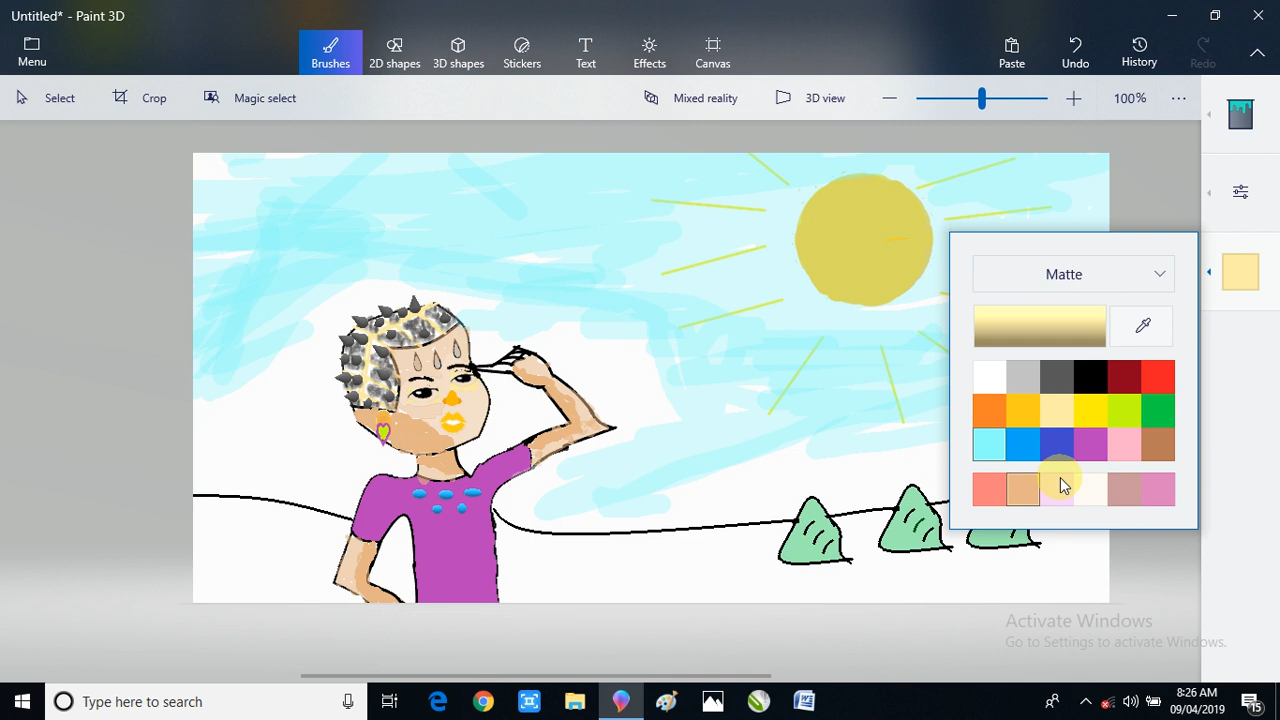 Untitled* - Paint 3D
Menu
Brushes
2D shapes
3D shapes
Stickers
Text
Effects
Canvas
Paste
Undo
History
Redo
Select
Crop
Magic select
Mixed reality
3D view
100%
Matte
Activate Windows
Go to Settings to activate Windows.
Type here to search
8:26 AM
09/04/2019
15